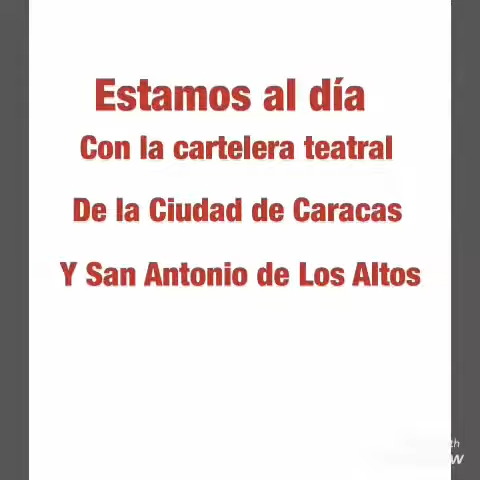 Estamos al día
Con la cartelera teatral
De la Ciudad de Caracas
Y San Antonio de Los Altos